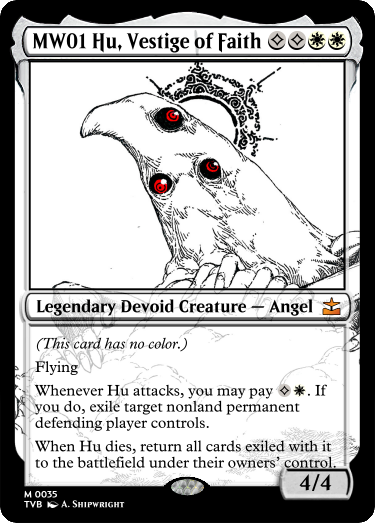 MW01 Hu, Vestige of Faith
Legendary Devoid Creature — Angel
(This card has no color.)
Flying
Whenever Hu attacks, you may pay . If
you do, exile target nonland permanent
defending player controls.
When Hu dies, return all cards exiled with it
to the battlefield under their owners' control.
4/4
M 0035
TVB A. Shipwright